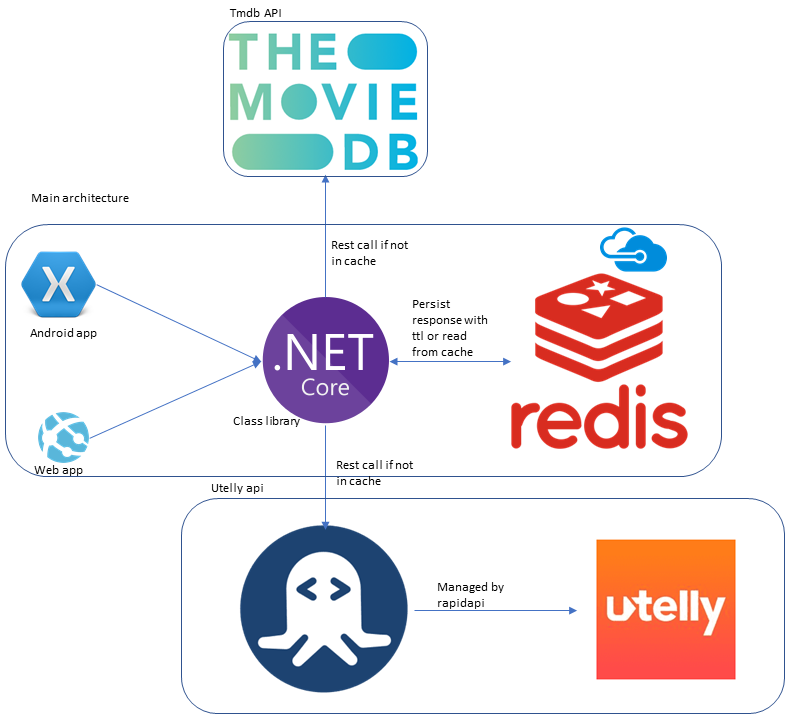 Tmdb API
THE
MOVIE
DB
Main architecture
Rest call if not
in cache
Android app
Persist
response with
ttl or read
from cache
.NET
Core
redis
Class library
Web app
Rest call if not
in cache
Utelly api
Managed by
rapidapi
utelly